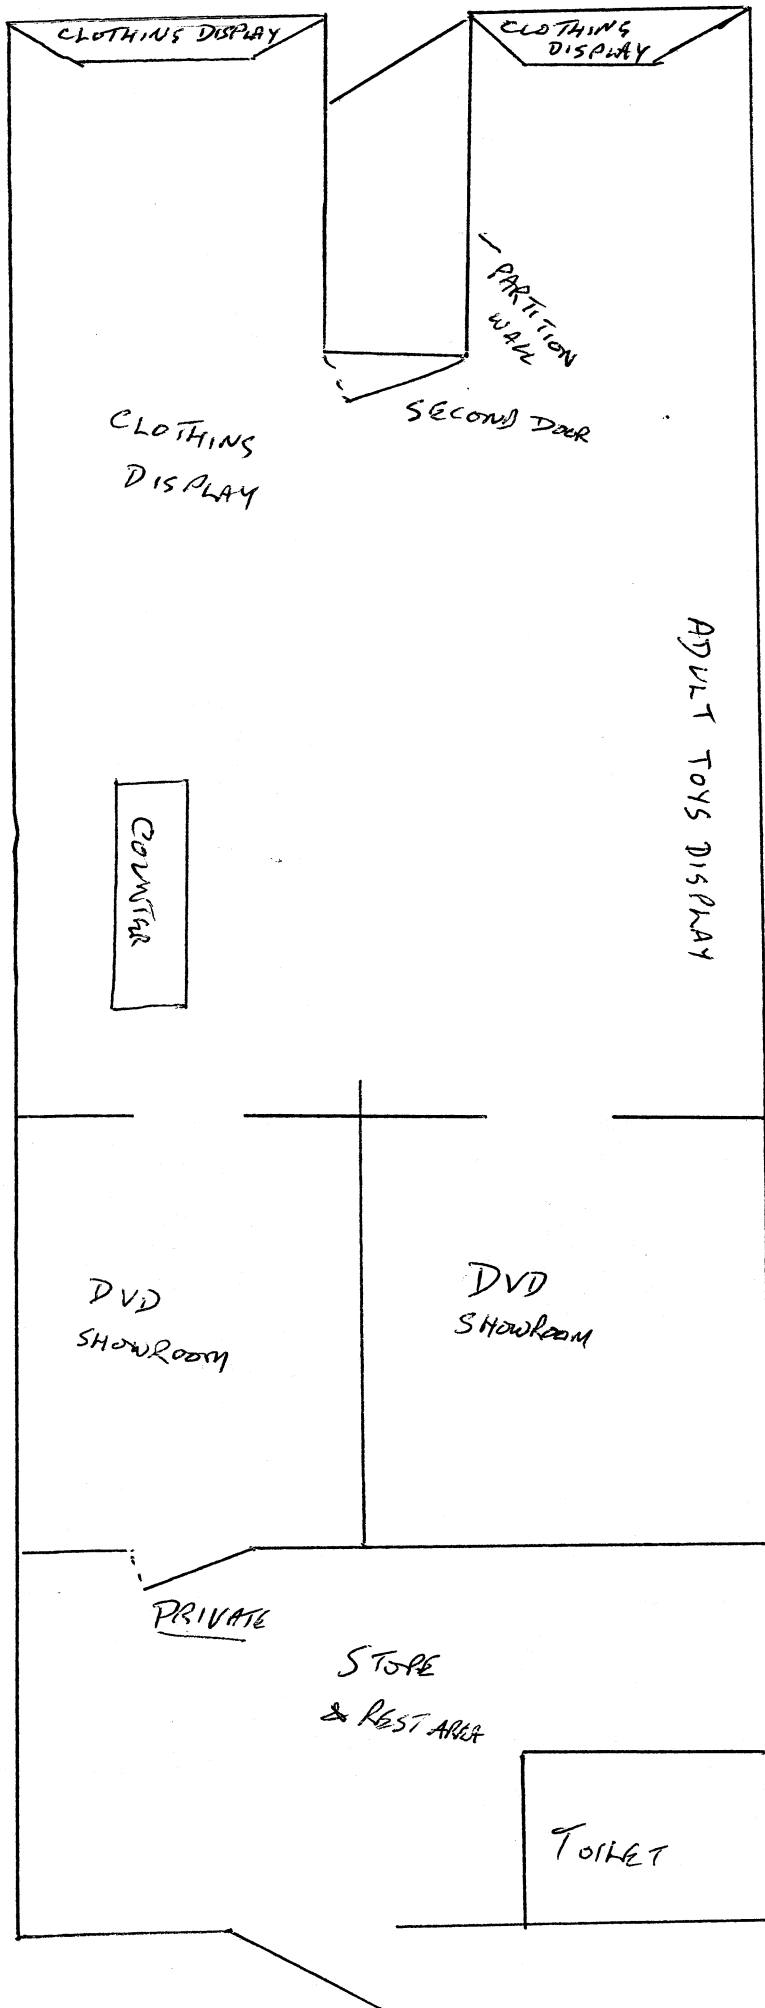 CLOTHING DISPLAY
CLOTHING
DISPLAY
PARTITION
WALL
SECOND DOOR
CLOTHING
DISPLAY
ADULT TOYS DISPLAY
COUNTER
DVD
SHOWROOM
DVD
SHOWROOM
PRIVATE
STORE
& REST AREA
TOILET